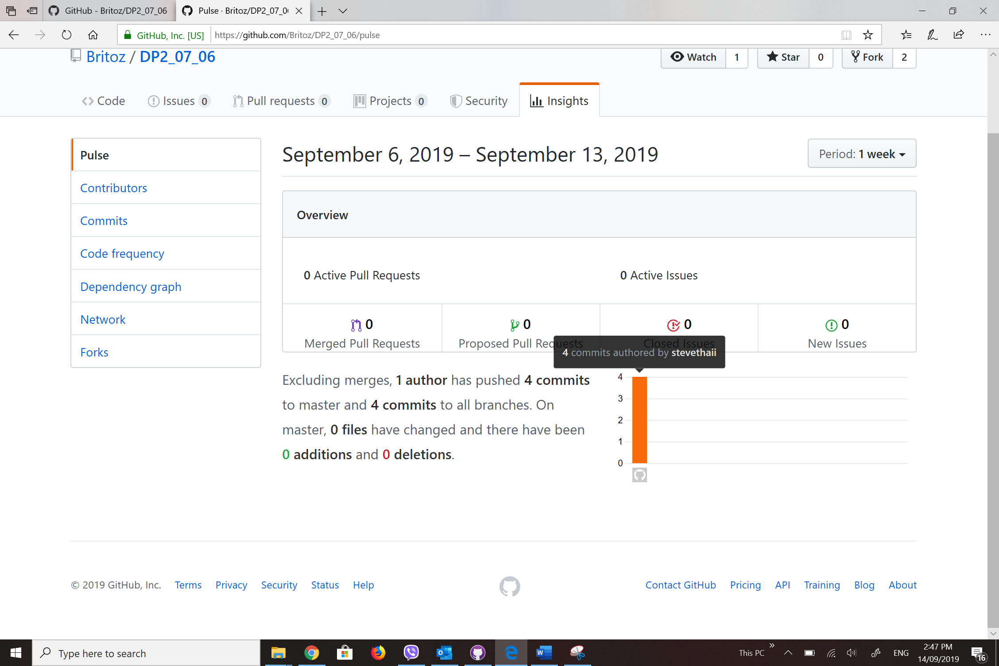 GitHub - Britoz/DP2_07_06
Pulse · Britoz/DP2_07_0
GitHub, Inc. [US]
https://github.com/Britoz/DP2_07_06/pulse
Britoz / DP2_07_06
Watch 1
Star 0
Fork 2
Code
Issues 0
Pull requests 0
Projects 0
Security
Insights
Pulse
Contributors
Commits
Code frequency
Dependency graph
Network
Forks
September 6, 2019 – September 13, 2019
Period: 1 week
Overview
0 Active Pull Requests
0 Active Issues
0
Merged Pull Requests
0
Proposed Pull Requests
0
Closed Issues
0
New Issues
4 commits authored by stevethaii
Excluding merges, 1 author has pushed 4 commits
to master and 4 commits to all branches. On
master, 0 files have changed and there have been
0 additions and 0 deletions.
4
3
2
1
0
© 2019 GitHub, Inc. Terms Privacy Security Status Help
Contact GitHub Pricing API Training Blog About
Type here to search
This PC
ENG
2:47 PM
14/09/2019
16